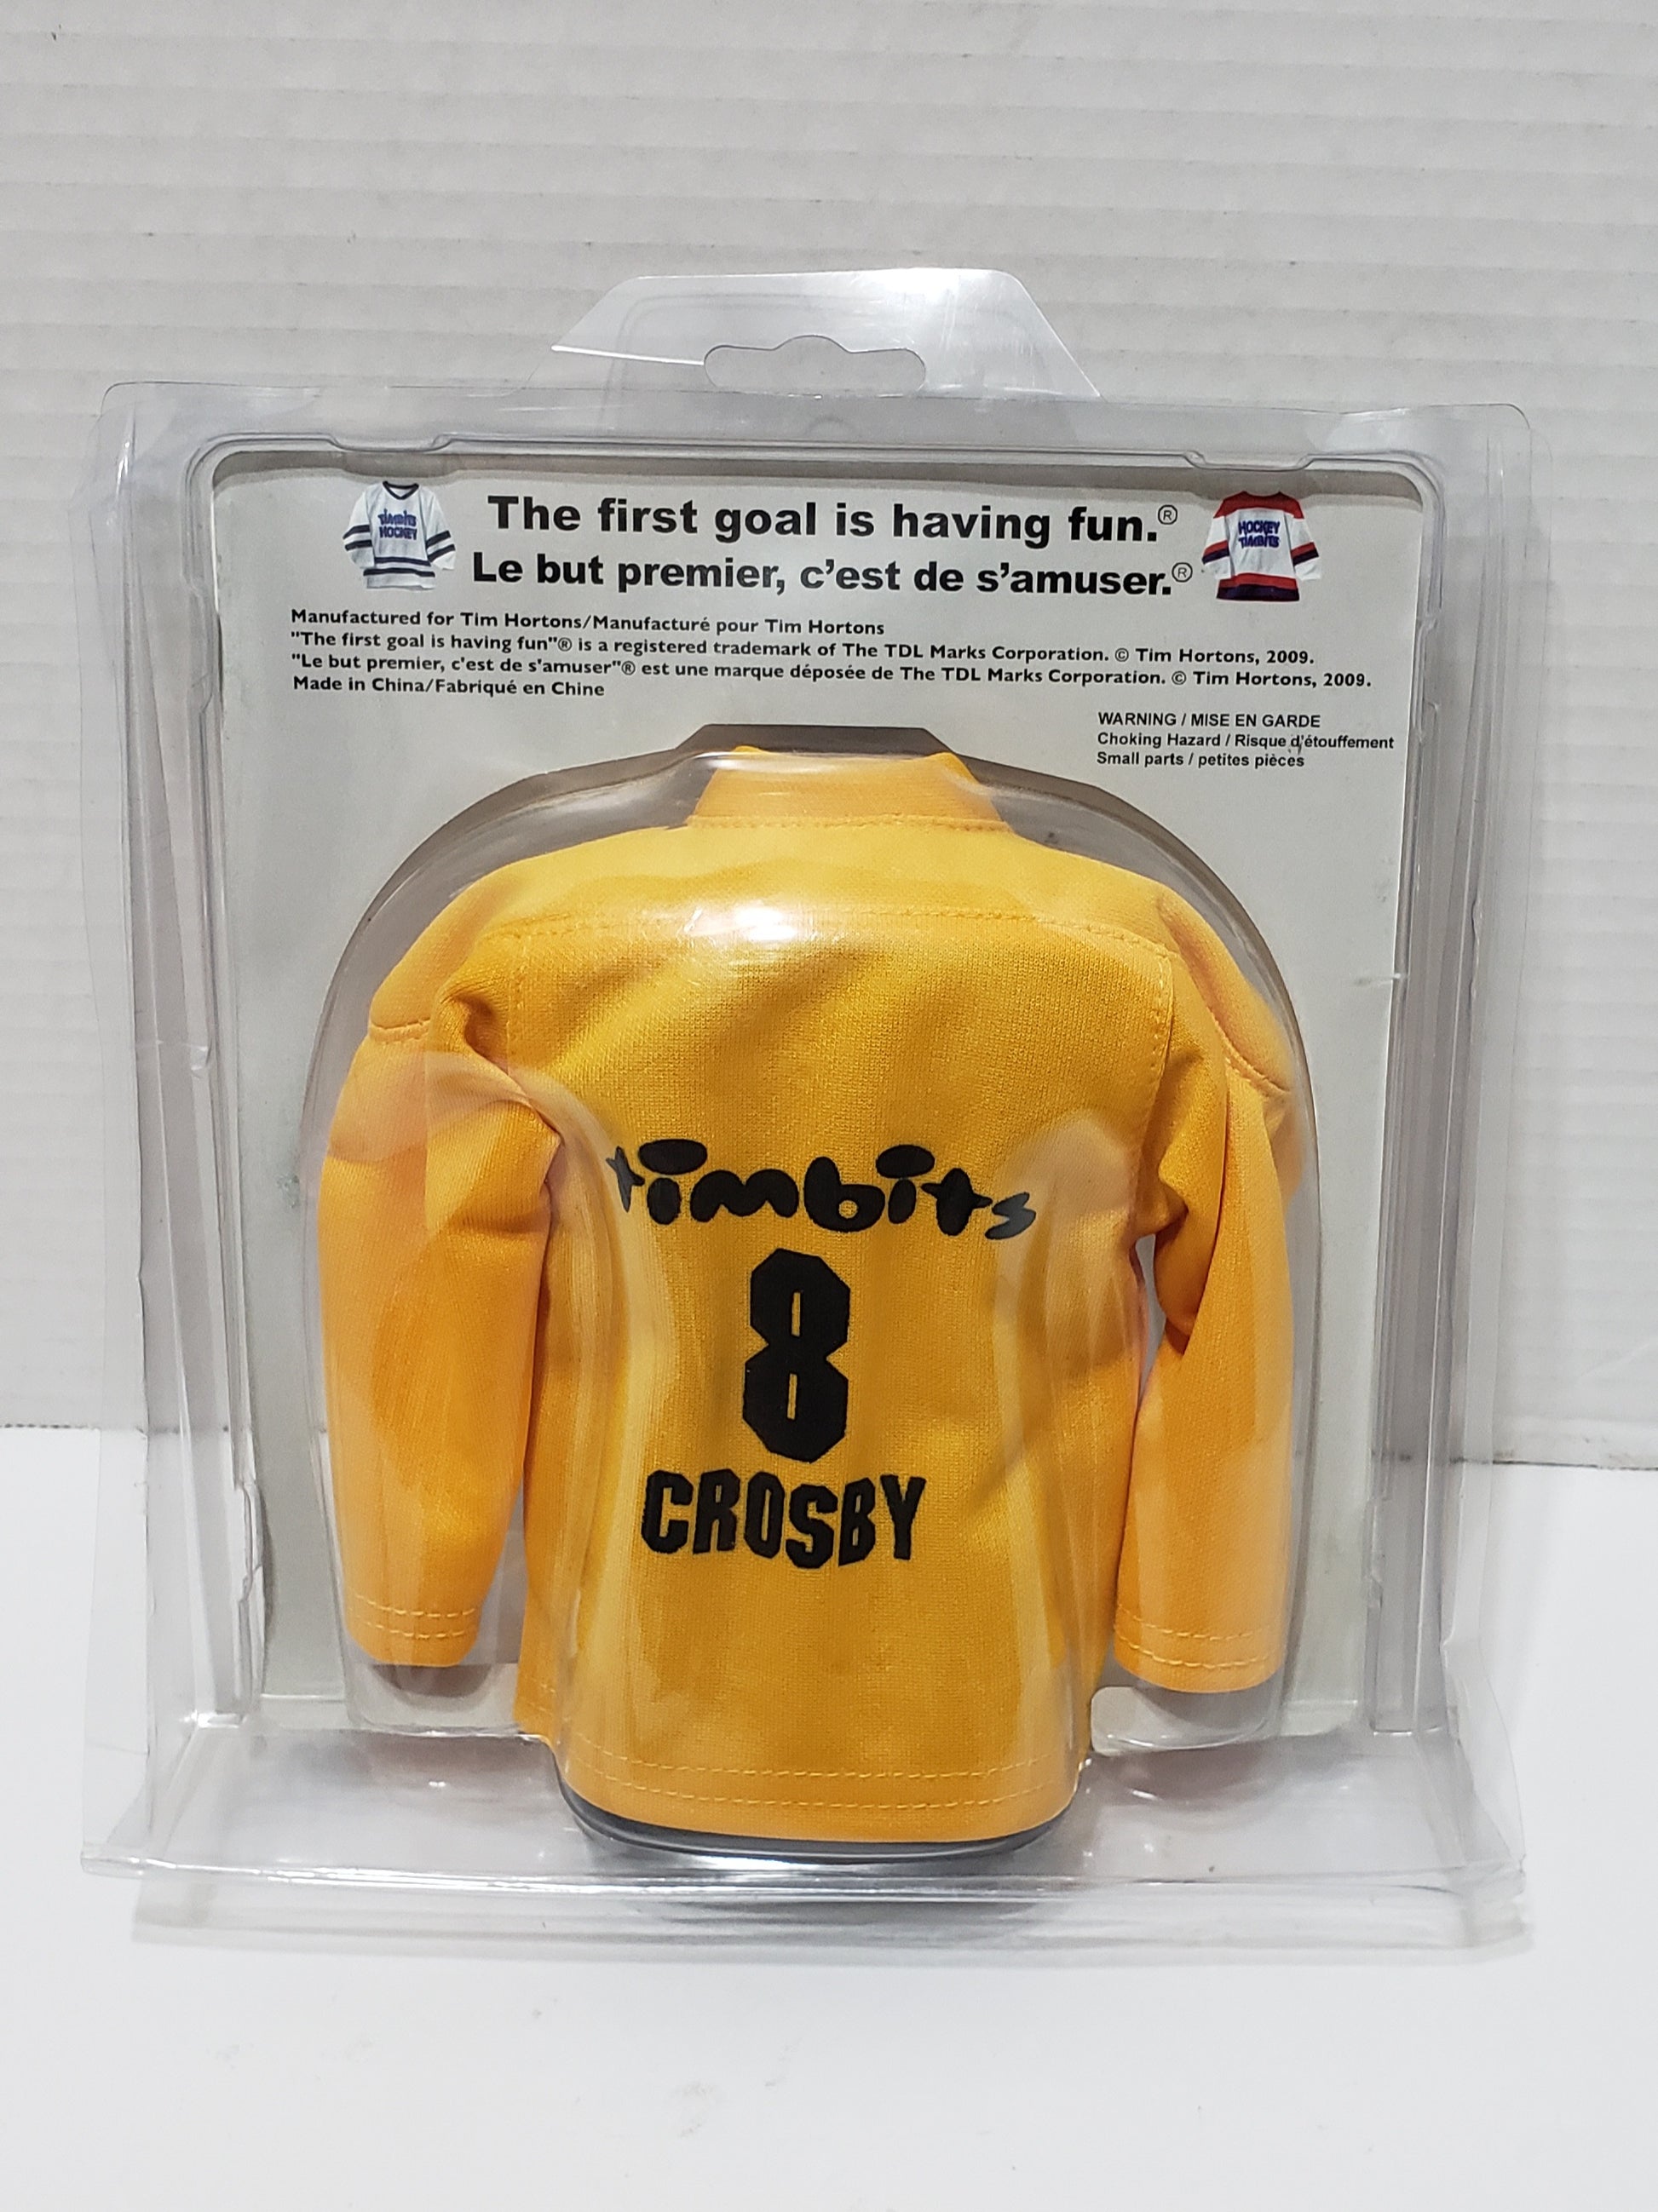 The first goal is having fun.®
Le but premier, c'est de s'amuser.®
TIMBITS
HOCKEY
HOCKEY
TIMBITS
Manufactured for Tim Hortons/Manufacturé pour Tim Hortons
"The first goal is having fun"® is a registered trademark of The TDL Marks Corporation. © Tim Hortons, 2009.
"Le but premier, c'est de s'amuser"® est une marque déposée de The TDL Marks Corporation. © Tim Hortons, 2009.
Made in China/Fabriqué en Chine
WARNING / MISE EN GARDE
Choking Hazard / Risque d'étouffement
Small parts / petites pièces
timbits
8
CROSBY